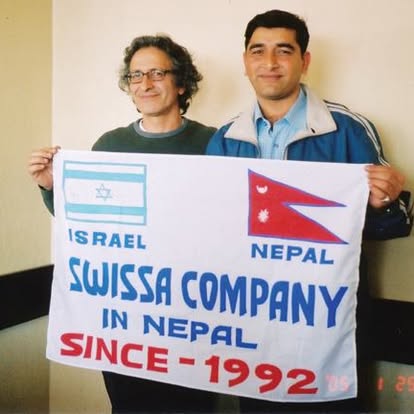 ISRAEL NEPAL
SWISSA COMPANY
IN NEPAL
SINCE-1992
'05 1 29